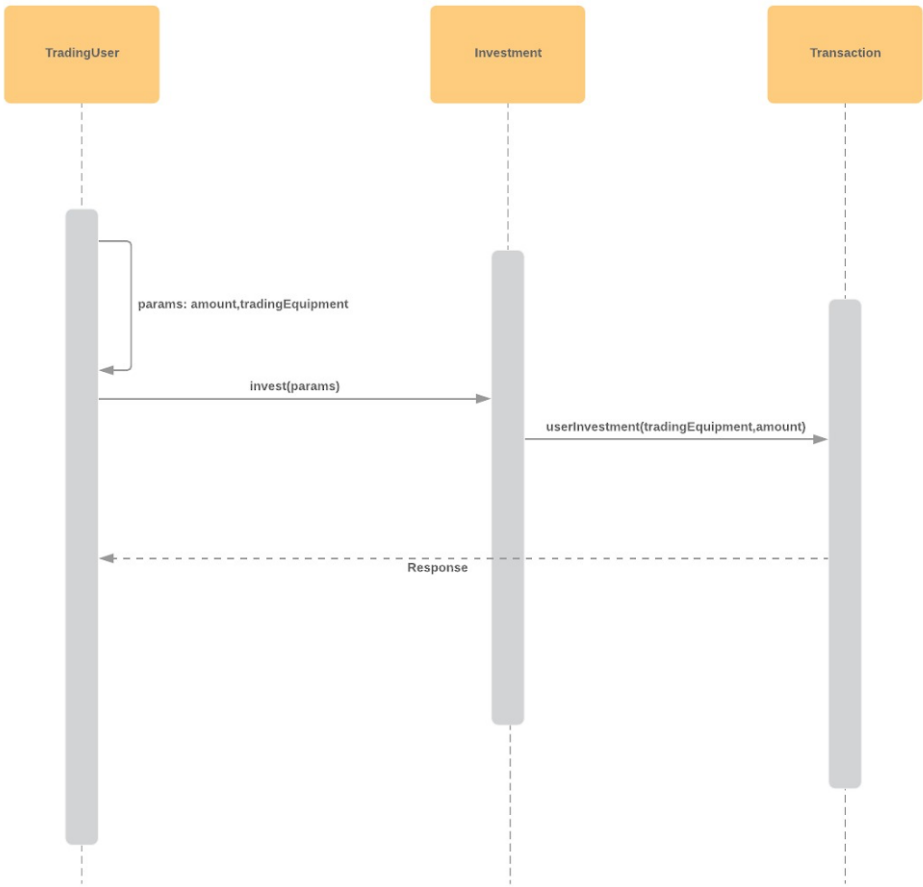 TradingUser
Investment
Transaction
params: amount,tradingEquipment
invest(params)
userInvestment(tradingEquipment,amount)
Response